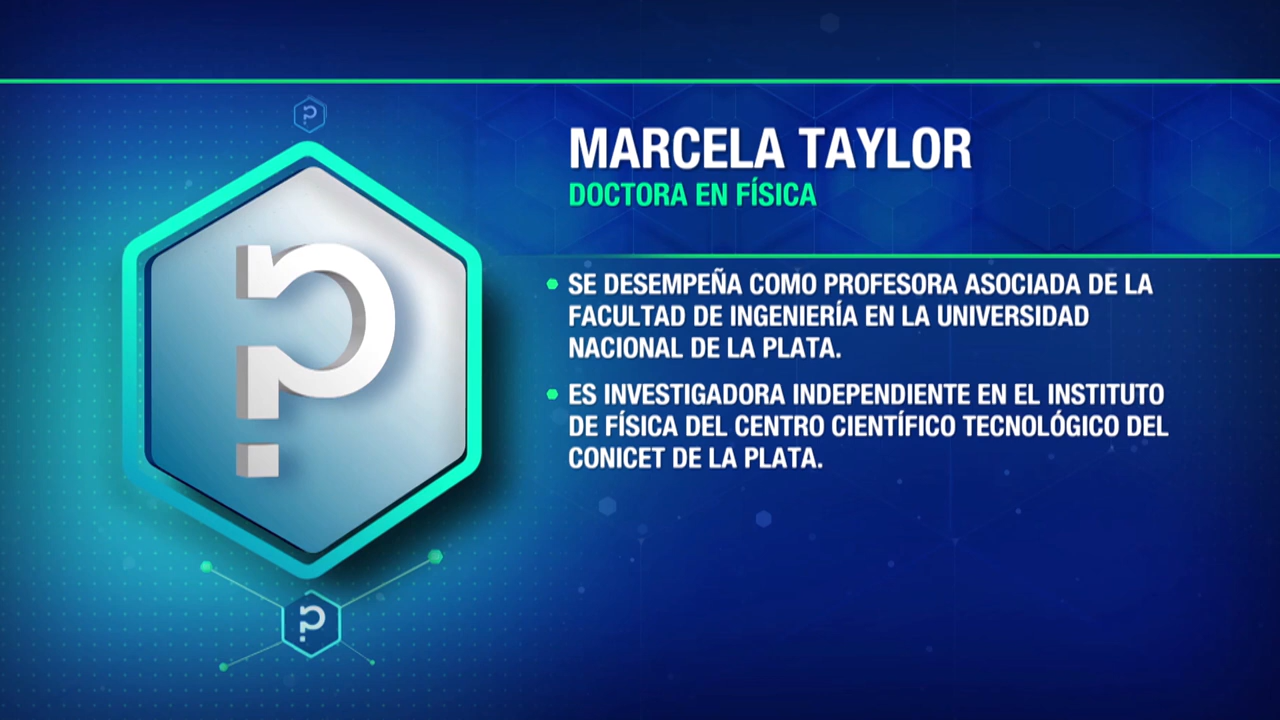 MARCELA TAYLOR
DOCTORA EN FÍSICA
SE DESEMPEÑA COMO PROFESORA ASOCIADA DE LA
FACULTAD DE INGENIERÍA EN LA UNIVERSIDAD
NACIONAL DE LA PLATA.
ES INVESTIGADORA INDEPENDIENTE EN EL INSTITUTO
DE FÍSICA DEL CENTRO CIENTÍFICO TECNOLÓGICO DEL
CONICET DE LA PLATA.